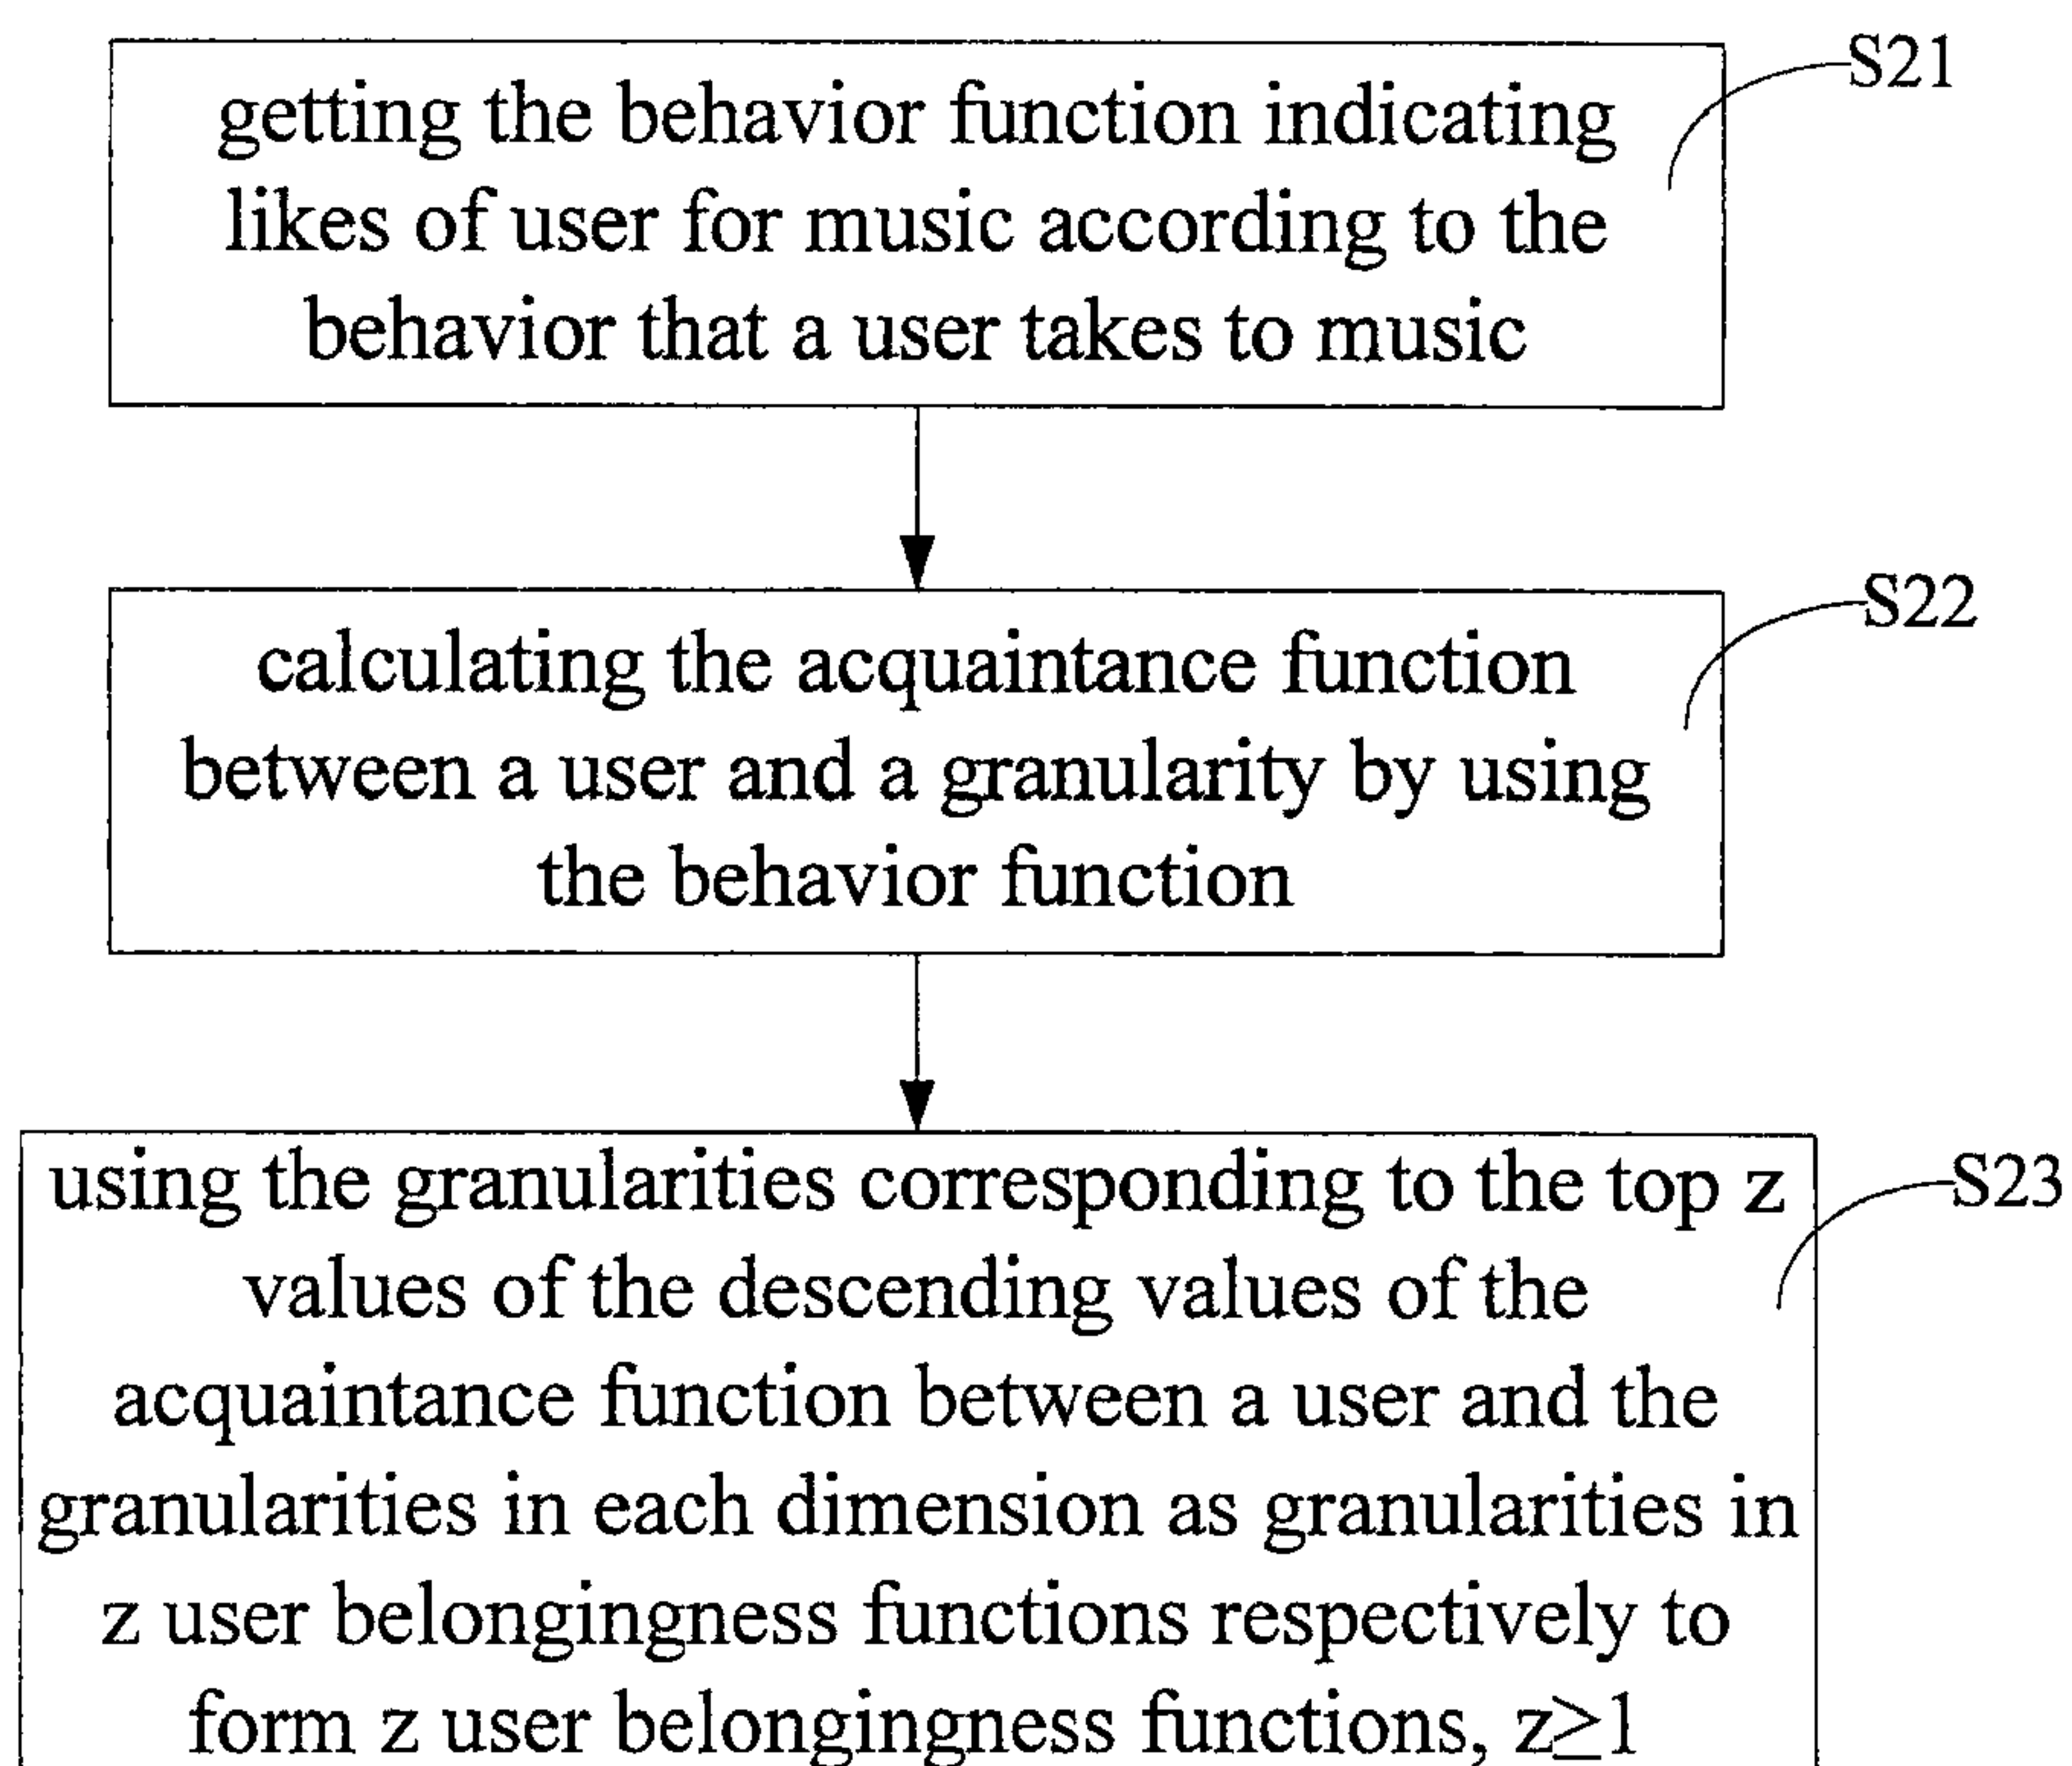 S21
getting the behavior function indicating
likes of user for music according to the
behavior that a user takes to music
S22
calculating the acquaintance function
between a user and a granularity by using
the behavior function
S23
using the granularities corresponding to the top z
values of the descending values of the
acquaintance function between a user and the
granularities in each dimension as granularities in
z user belongingness functions respectively to
form z user belongingness functions, z≥1